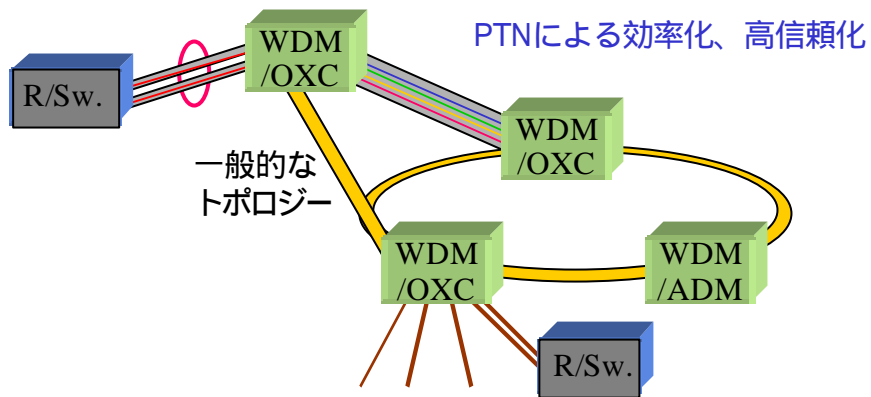 PTNによる効率化、高信頼化
WDM
/OXC
R/Sw.
WDM
/OXC
一般的な
トポロジー
WDM
/OXC
WDM
/ADM
R/Sw.